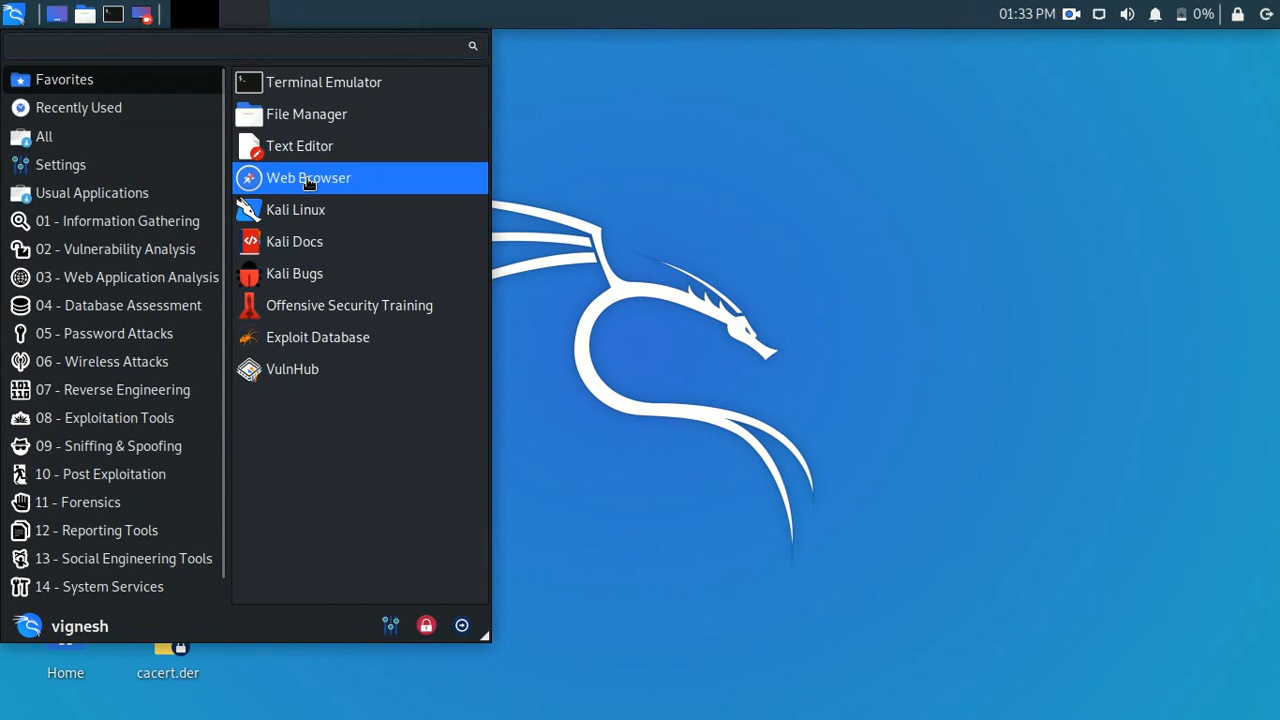 01:33 PM
0%
Favorites
Recently Used
All
Settings
Usual Applications
01 - Information Gathering
02 - Vulnerability Analysis
03 - Web Application Analysis
04 - Database Assessment
05 - Password Attacks
06 - Wireless Attacks
07 - Reverse Engineering
08 - Exploitation Tools
09 - Sniffing & Spoofing
10 - Post Exploitation
11 - Forensics
12 - Reporting Tools
13 - Social Engineering Tools
14 - System Services
Terminal Emulator
File Manager
Text Editor
Web Browser
Kali Linux
Kali Docs
Kali Bugs
Offensive Security Training
Exploit Database
VulnHub
vignesh
Home
cacert.der